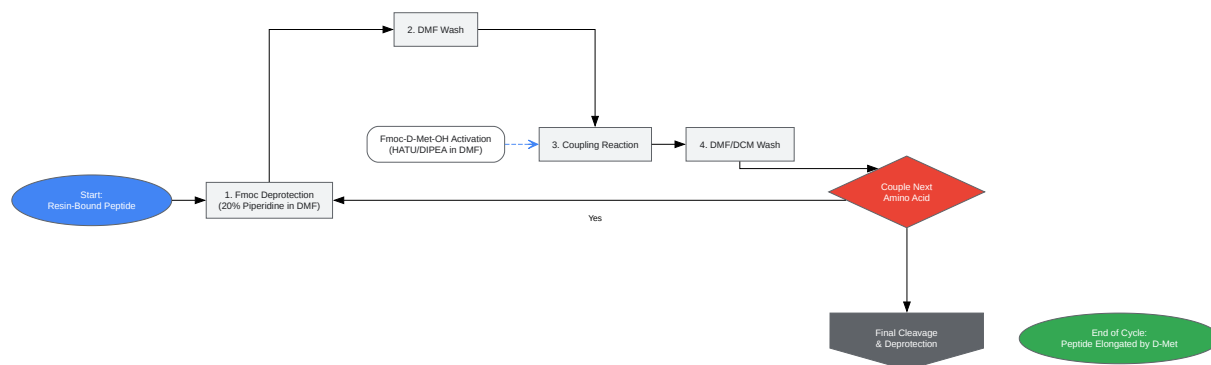 2. DMF Wash
Fmoc-D-Met-OH Activation
(HATU/DIPEA in DMF)
3. Coupling Reaction
4. DMF/DCM Wash
Start:
Resin-Bound Peptide
1. Fmoc Deprotection
(20% Piperidine in DMF)
Couple Next
Amino Acid
Yes
Final Cleavage
& Deprotection
End of Cycle:
Peptide Elongated by D-Met